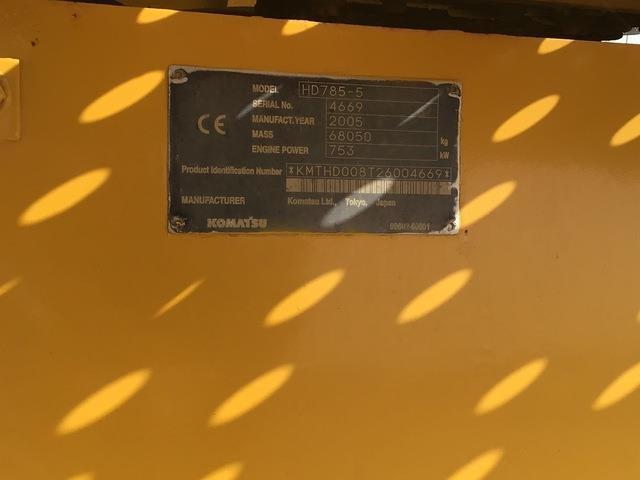 MODEL HD785-5
SERIAL No. 4669
MANUFACT.YEAR 2005
CE MASS 68050 kg
ENGINE POWER 753 kW
Product Identification Number *KMTHD008T26004669*
MANUFACTURER Komatsu Ltd., Tokyo, Japan
KOMATSU